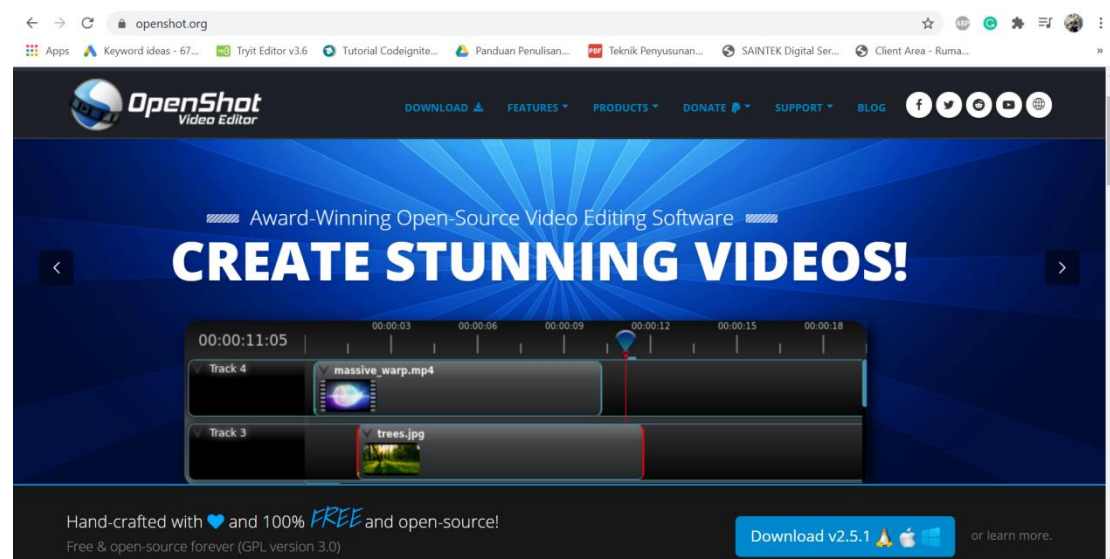 openshot.org
Apps Keyword ideas - 67... Tryit Editor v3.6 Tutorial Codeignite... Panduan Penulisan... PDF Teknik Penyusunan... SAINTEK Digital Ser... Client Area - Ruma... »
OpenShot
Video Editor
DOWNLOAD FEATURES PRODUCTS DONATE SUPPORT BLOG
Award-Winning Open-Source Video Editing Software
CREATE STUNNING VIDEOS!
00:00:11:05 00:00:03 00:00:06 00:00:09 00:00:12 00:00:15 00:00:18
Track 4 massive_warp.mp4
Track 3 trees.jpg
Hand-crafted with and 100% FREE and open-source!
Free & open-source forever (GPL version 3.0)
Download v2.5.1 or learn more.